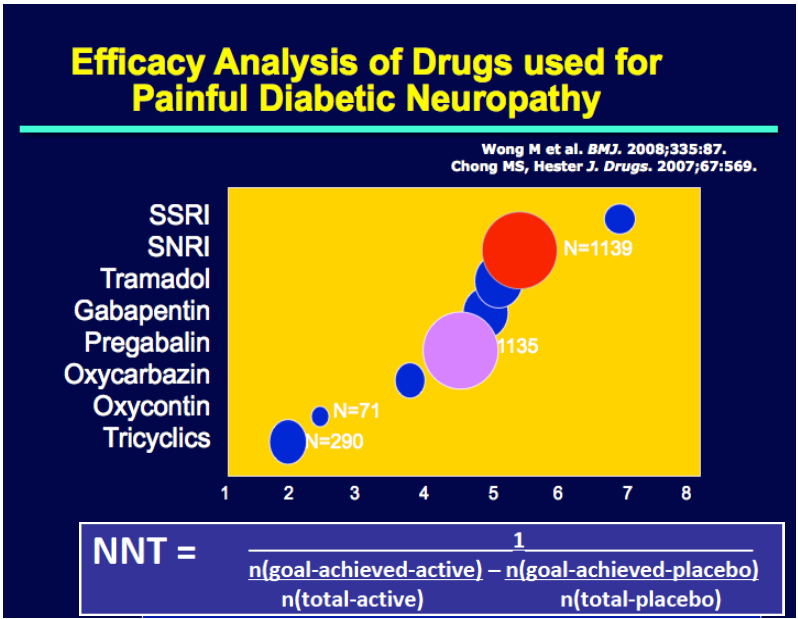 Efficacy Analysis of Drugs used for
Painful Diabetic Neuropathy
Wong M et al. BMJ. 2008;335:87.
Chong MS, Hester J. Drugs. 2007;67:569.
SSRI
SNRI N=1139
Tramadol
Gabapentin
Pregabalin 1135
Oxycarbazin
Oxycontin N=71
Tricyclics N=290
1 2 3 4 5 6 7 8
NNT = 1
n(goal-achieved-active) – n(goal-achieved-placebo)
n(total-active) n(total-placebo)